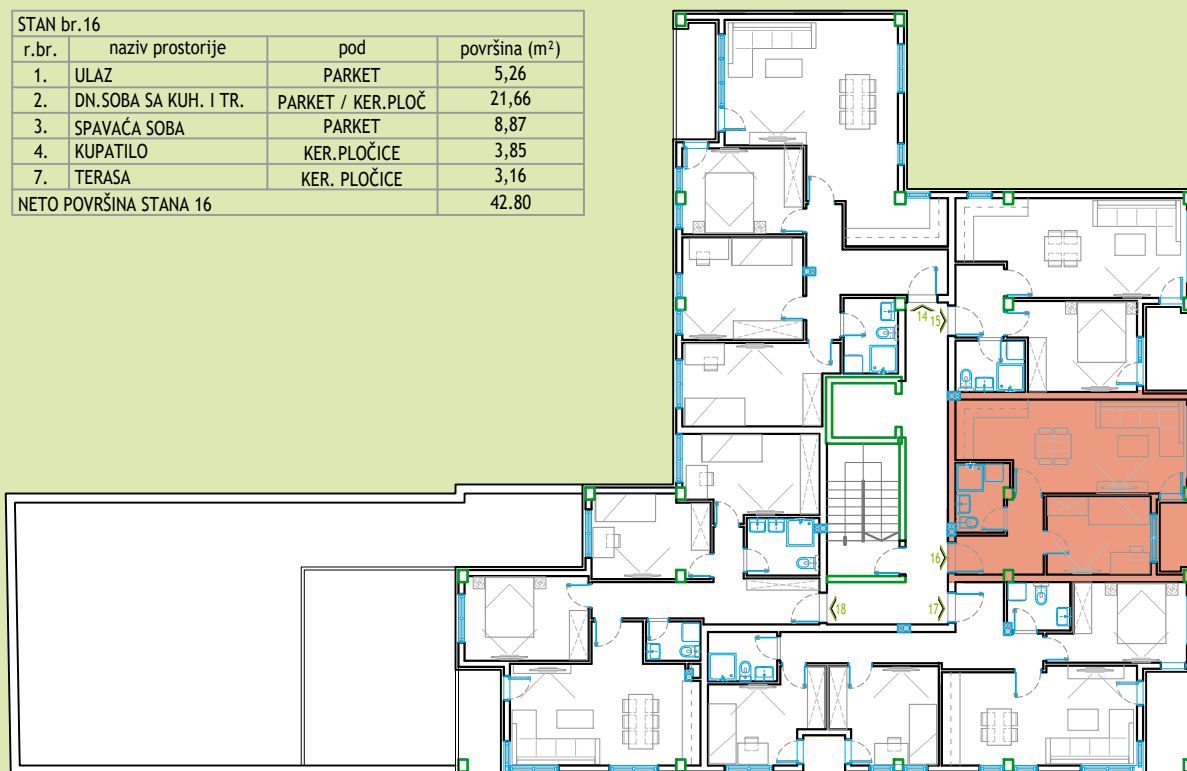 STAN br.16
r.br. naziv prostorije pod površina (m²)
1. ULAZ PARKET 5,26
2. DN.SOBA SA KUH. I TR. PARKET / KER.PLOČ 21,66
3. SPAVAĆA SOBA PARKET 8,87
4. KUPATILO KER.PLOČICE 3,85
7. TERASA KER. PLOČICE 3,16
NETO POVRŠINA STANA 16 42.80
14 15
16
18 17